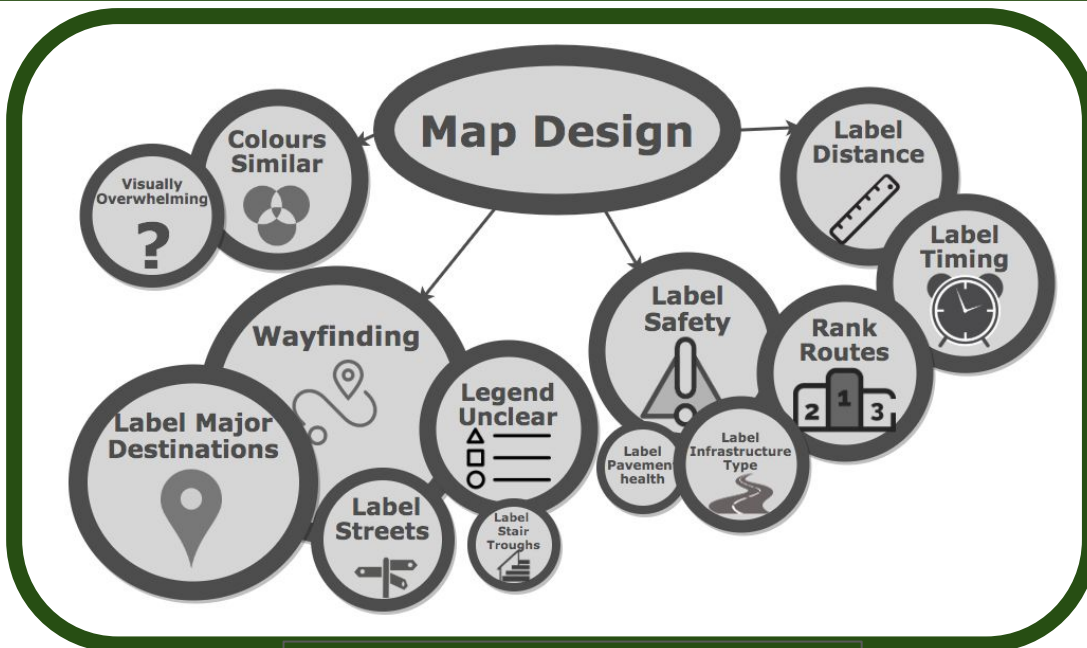 Map Design
Colours
Similar
Visually
Overwhelming
?
Label
Distance
Label
Timing
Wayfinding
Label Major
Destinations
Label
Streets
Legend
Unclear
Label
Stair
Troughs
Label
Safety
Rank
Routes
2 1 3
Label
Pavement
health
Label
Infrastructure
Type